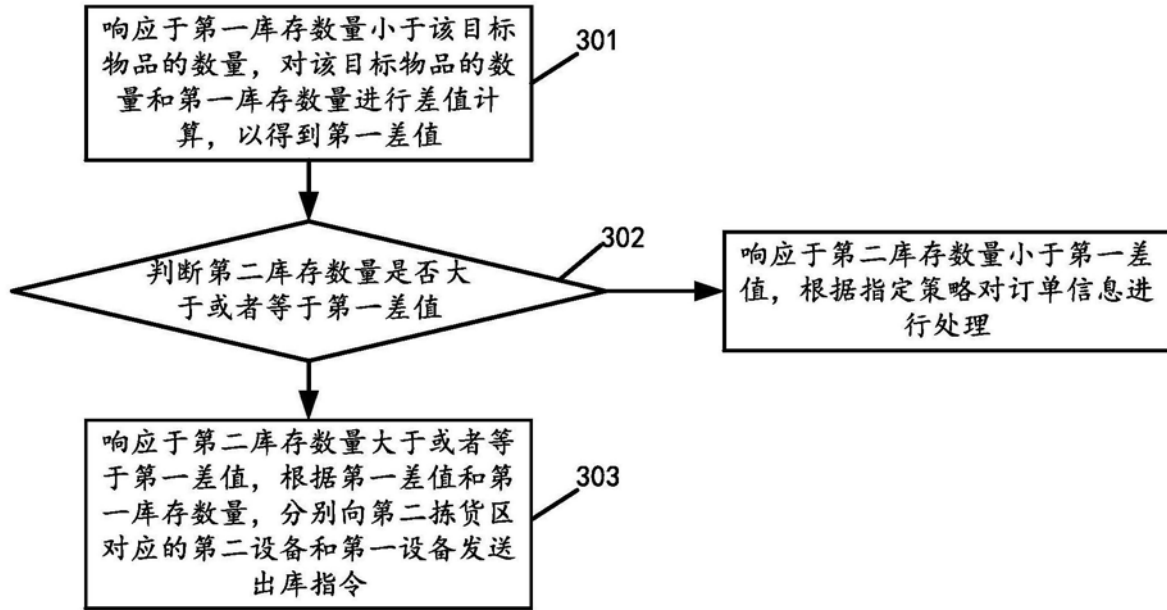 响应于第一库存数量小于该目标
物品的数量，对该目标物品的数
量和第一库存数量进行差值计
算，以得到第一差值
301
302
判断第二库存数量是否大
于或者等于第一差值
响应于第二库存数量小于第一差
值，根据指定策略对订单信息进
行处理
响应于第二库存数量大于或者等
于第一差值，根据第一差值和第
一库存数量，分别向第二拣货区
对应的第二设备和第一设备发送
出库指令
303